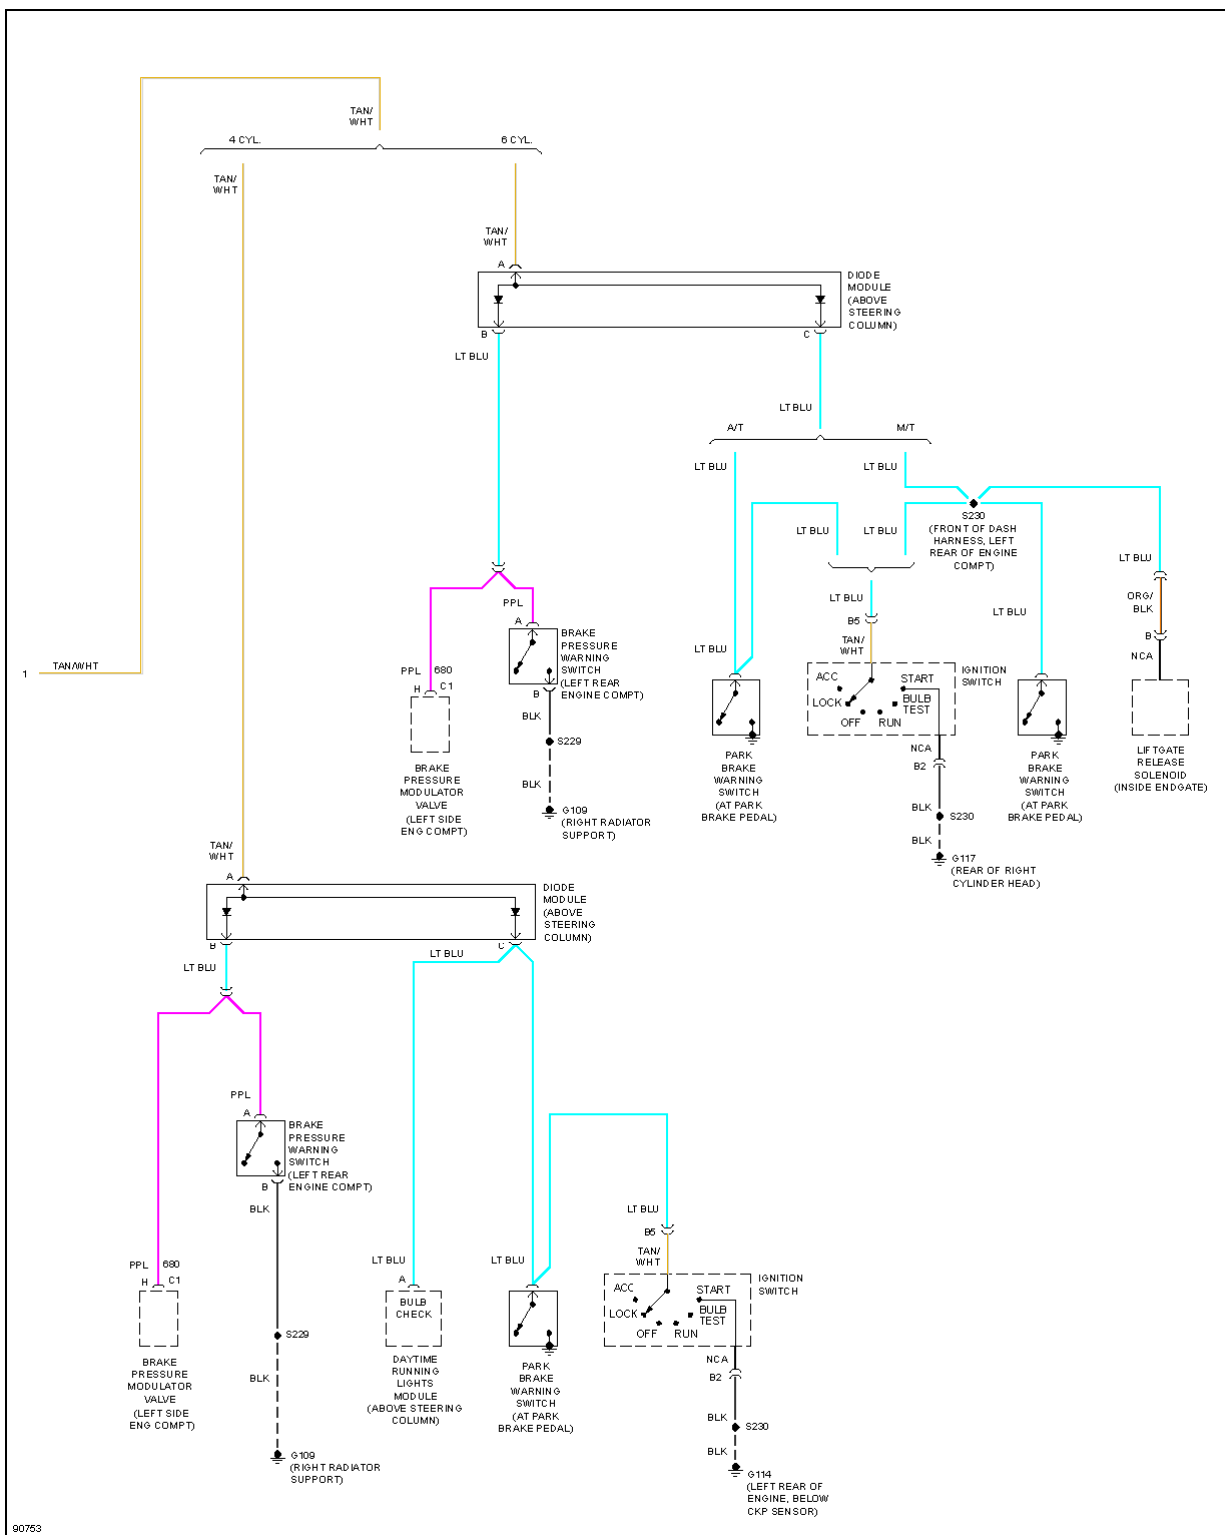 TAN/
WHT
4 CYL.
6 CYL.
TAN/
WHT
TAN/
WHT
A
DIODE
MODULE
(ABOVE
STEERING
COLUMN)
B
C
LT BLU
LT BLU
A/T
M/T
LT BLU
LT BLU
S230
(FRONT OF DASH
HARNESS, LEFT
REAR OF ENGINE
COMPT)
LT BLU
LT BLU
LT BLU
ORG/
BLK
B
NCA
LT BLU
B5
TAN/
WHT
LT BLU
LT BLU
PPL
A
BRAKE
PRESSURE
WARNING
SWITCH
(LEFT REAR
ENGINE COMPT)
B
PPL
680
H
C1
1
TAN/WHT
BLK
S229
BLK
G109
(RIGHT RADIATOR
SUPPORT)
BRAKE
PRESSURE
MODULATOR
VALVE
(LEFT SIDE
ENG COMPT)
IGNITION
SWITCH
ACC
LOCK
OFF
RUN
START
BULB
TEST
PARK
BRAKE
WARNING
SWITCH
(AT PARK
BRAKE PEDAL)
NCA
B2
BLK
S230
BLK
G117
(REAR OF RIGHT
CYLINDER HEAD)
PARK
BRAKE
WARNING
SWITCH
(AT PARK
BRAKE PEDAL)
LIFTGATE
RELEASE
SOLENOID
(INSIDE ENDGATE)
TAN/
WHT
A
DIODE
MODULE
(ABOVE
STEERING
COLUMN)
B
C
LT BLU
LT BLU
PPL
A
BRAKE
PRESSURE
WARNING
SWITCH
(LEFT REAR
ENGINE COMPT)
B
BLK
PPL
680
H
C1
BRAKE
PRESSURE
MODULATOR
VALVE
(LEFT SIDE
ENG COMPT)
S229
BLK
G109
(RIGHT RADIATOR
SUPPORT)
LT BLU
A
BULB
CHECK
DAYTIME
RUNNING
LIGHTS
MODULE
(ABOVE STEERING
COLUMN)
LT BLU
PARK
BRAKE
WARNING
SWITCH
(AT PARK
BRAKE PEDAL)
LT BLU
B5
TAN/
WHT
IGNITION
SWITCH
ACC
LOCK
OFF
RUN
START
BULB
TEST
NCA
B2
BLK
S230
BLK
G114
(LEFT REAR OF
ENGINE, BELOW
CKP SENSOR)
90753